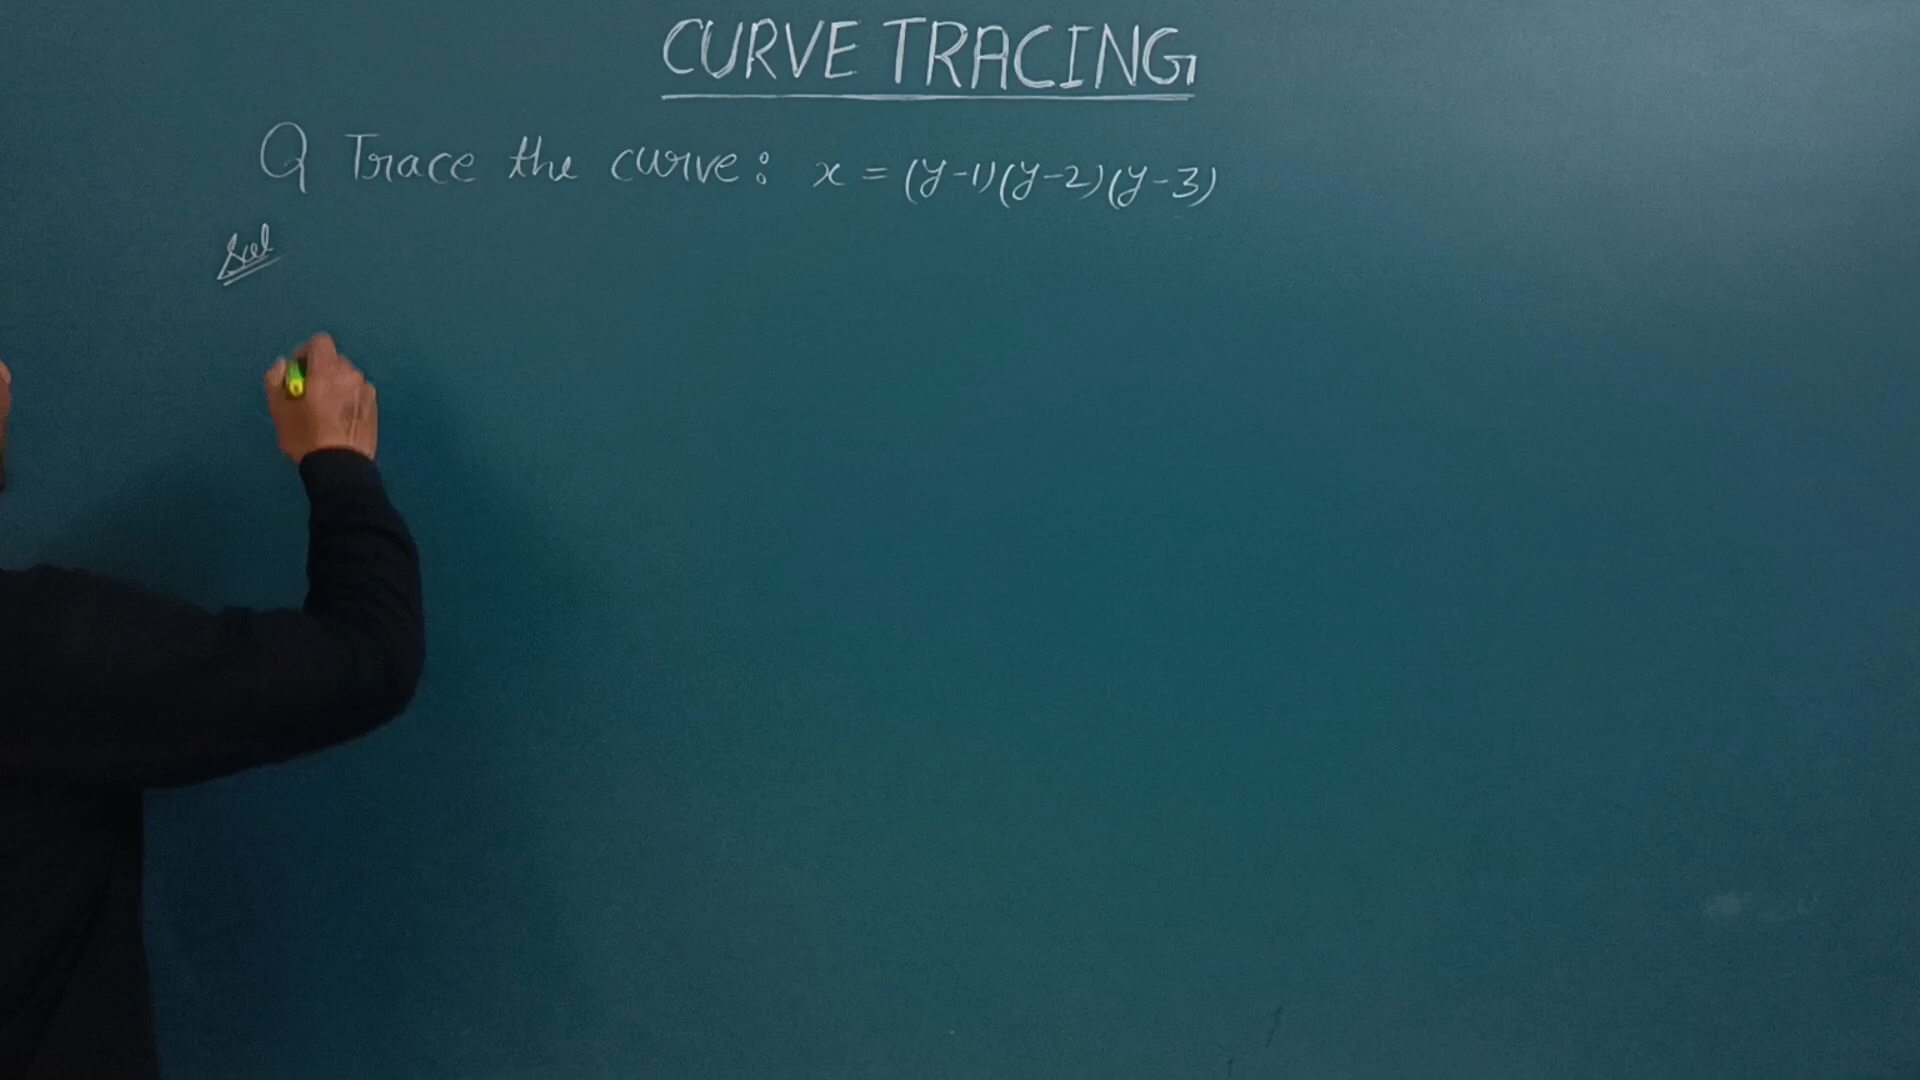 CURVE TRACING
Q Trace the curve: x = (y-1)(y-2)(y-3)
Sol